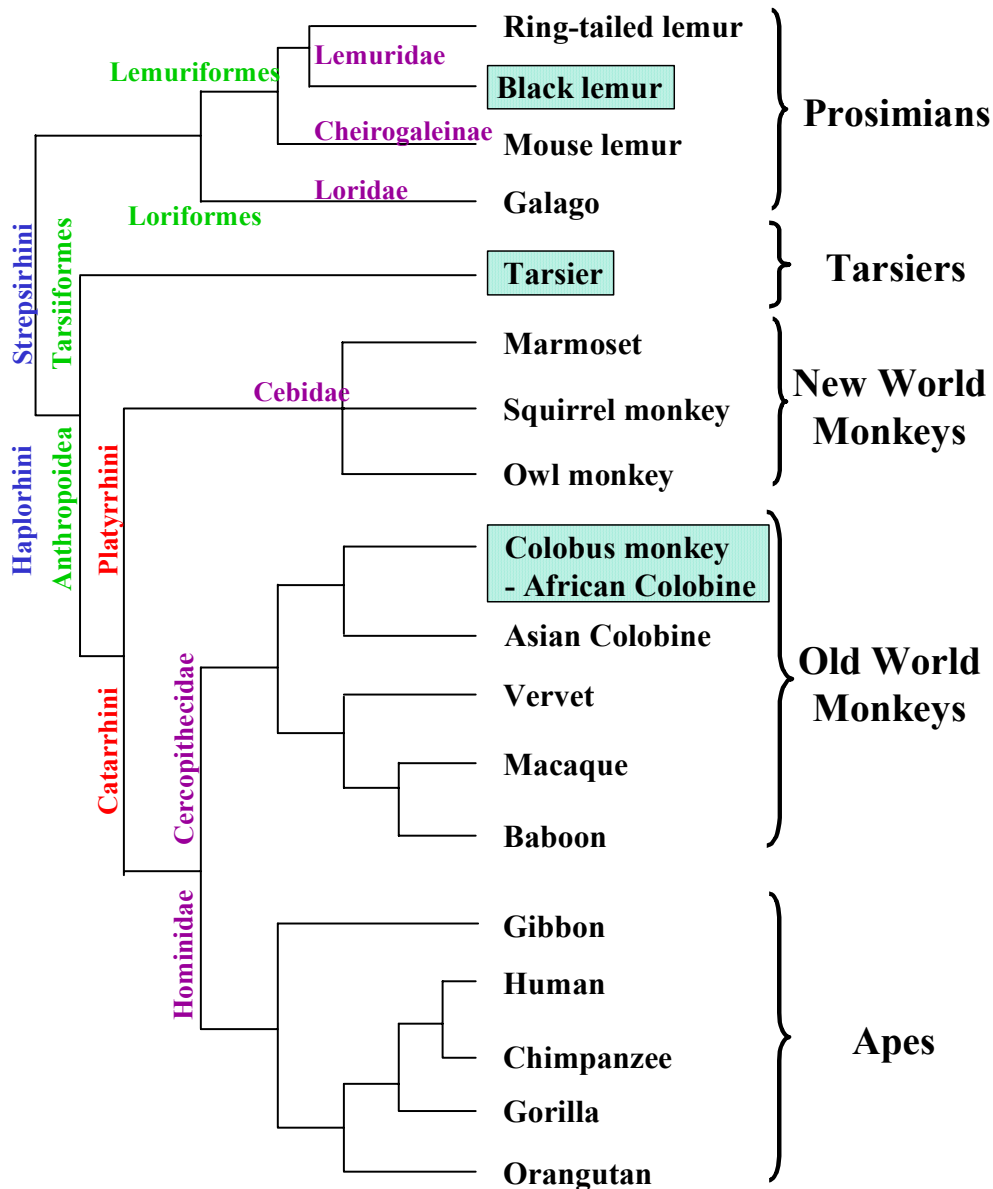 Ring-tailed lemur
Lemuridae
Lemuriformes
Black lemur
Prosimians
Cheirogaleinae
Mouse lemur
Loridae
Galago
Loriformes
Strepsirhini
Tarsiiformes
Tarsier
Tarsiers
Marmoset
Cebidae
Squirrel monkey
New World
Monkeys
Owl monkey
Haplorhini
Anthropoidea
Platyrrhini
Colobus monkey
- African Colobine
Asian Colobine
Old World
Monkeys
Vervet
Catarrhini
Cercopithecidae
Macaque
Baboon
Hominidae
Gibbon
Human
Apes
Chimpanzee
Gorilla
Orangutan